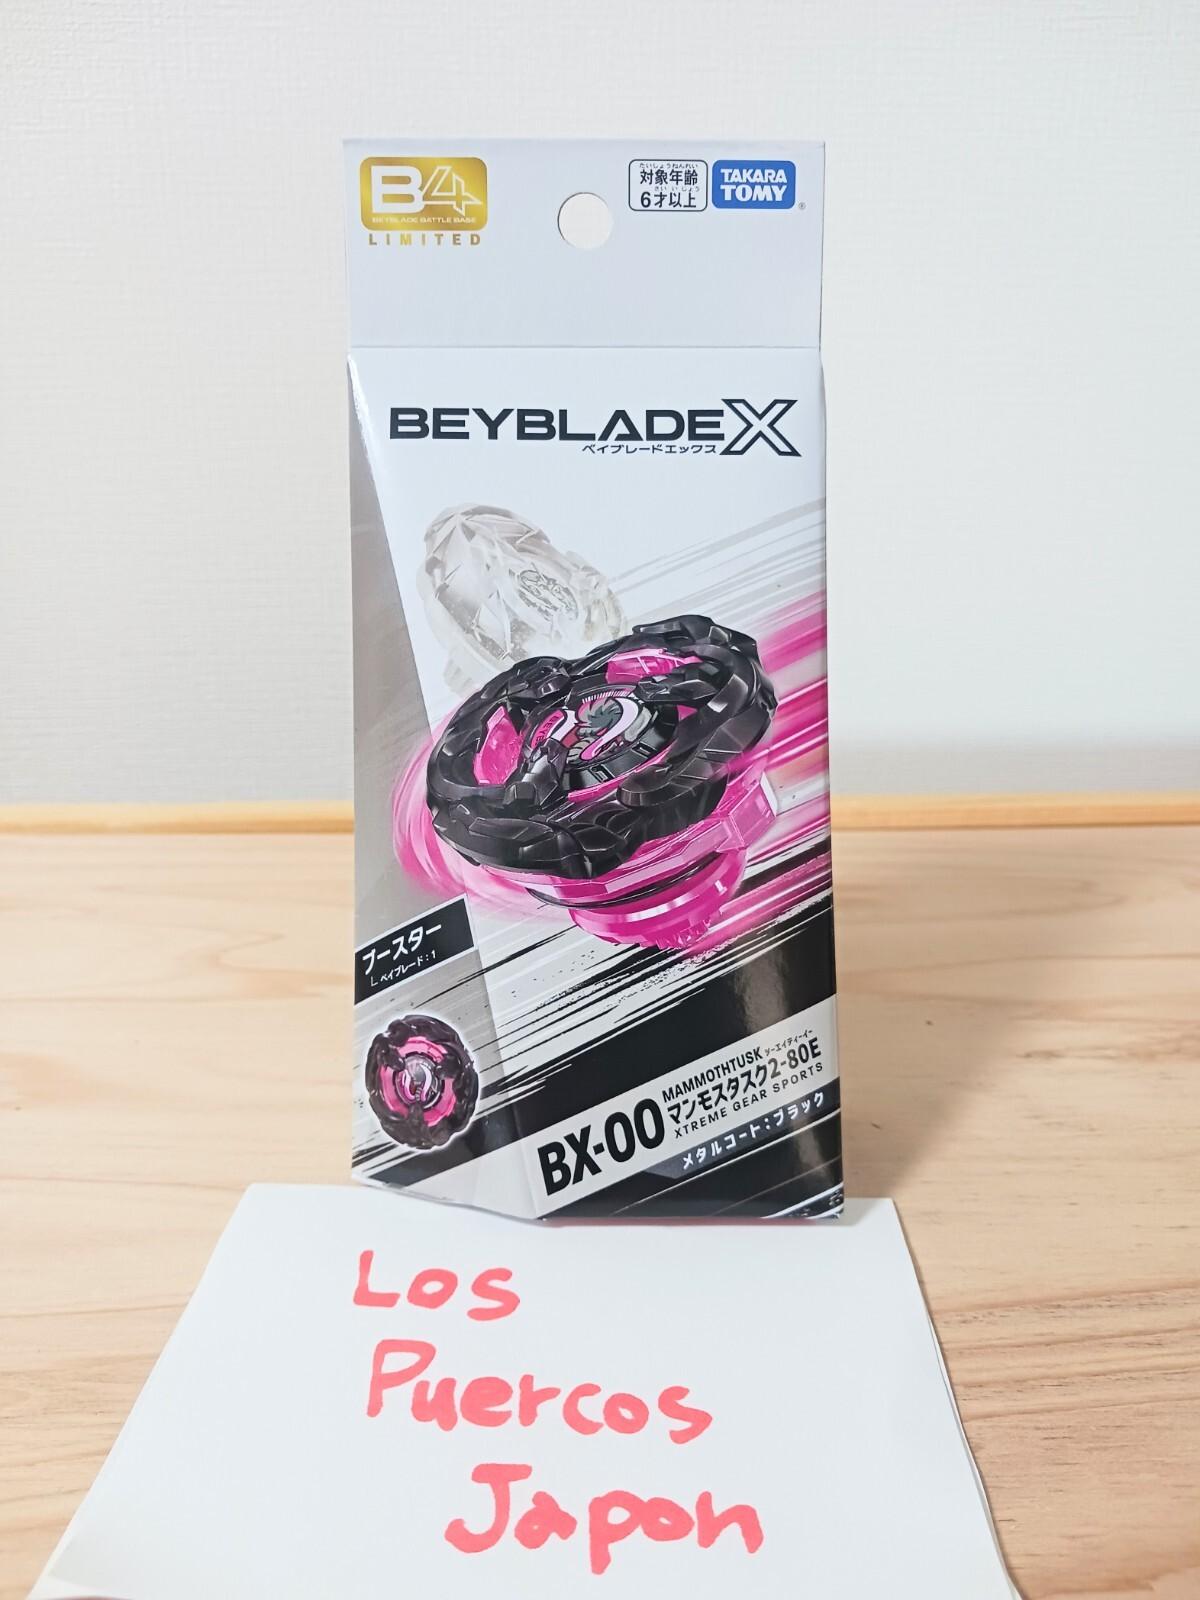 B4
BEYBLADE BATTLE BASE
LIMITED
たいしょうねんれい
対象年齢
さい いじょう
6才以上
TAKARA
TOMY
®
BEYBLADE X
ベイブレードエックス
ブースター
ベイブレード:1
MAMMOTHTUSK ツーエイティーイー
BX-00 マンモスタスク2-80E
XTREME GEAR SPORTS
メタルコート:ブラック
Los
Puercos
Japon